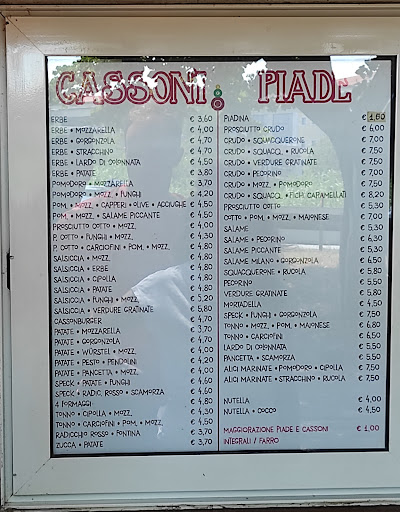 CASSONI
ERBE € 3,60
ERBE • MOZZARELLA € 4,00
ERBE • GORGONZOLA € 4,70
ERBE • STRACCHINO € 4,70
ERBE • LARDO DI COLONNATA € 4,50
ERBE • PATATE € 3,80
POMODORO • MOZZARELLA € 3,70
POMODORO • MOZZ. • FUNGHI € 4,20
POM. • MOZZ. • CAPPERI • OLIVE • ACCIUGHE € 4,50
POM. • MOZZ. • SALAME PICCANTE € 4,50
PROSCIUTTO COTTO • MOZZ. € 4,00
P. COTTO • FUNGHI • MOZZ. € 4,30
P. COTTO • CARCIOFINI • POM. • MOZZ. € 4,80
SALSICCIA • MOZZ. € 4,80
SALSICCIA • ERBE € 4,80
SALSICCIA • CIPOLLA € 4,80
SALSICCIA • PATATE € 4,80
SALSICCIA • FUNGHI • MOZZ. € 5,20
SALSICCIA • VERDURE GRATINATE € 5,80
CASSONBURGER € 4,70
PATATE • MOZZARELLA € 3,70
PATATE • GORGONZOLA € 4,70
PATATE • WÜRSTEL • MOZZ. € 4,00
PATATE • PESTO • PENDOLINI € 4,20
PATATE • PANCETTA • MOZZ. € 4,00
SPECK • PATATE • FUNGHI € 4,60
SPECK • RADIC. ROSSO • SCAMORZA € 4,60
4 FORMAGGI € 4,80
TONNO • CIPOLLA • MOZZ. € 4,30
TONNO • CARCIOFINI • POM. • MOZZ. € 4,50
RADICCHIO ROSSO • FONTINA € 3,70
ZUCCA • PATATE € 3,70
PIADE
PIADINA € 1,60
PROSCIUTTO CRUDO € 6,00
CRUDO • SQUACQUERONE € 7,00
CRUDO • SQUACQ. • RUCOLA € 7,50
CRUDO • VERDURE GRATINATE € 7,50
CRUDO • PECORINO € 7,50
CRUDO • MOZZ. • POMODORO € 7,50
CRUDO • SQUACQ. • FICHI CARAMELLATI € 8,20
PROSCIUTTO COTTO € 5,30
COTTO • POM. • MOZZ. • MAIONESE € 7,00
SALAME € 5,30
SALAME • PECORINO € 6,30
SALAME PICCANTE € 5,30
SALAME MILANO • GORGONZOLA € 6,50
SQUACQUERONE • RUCOLA € 5,80
PECORINO € 5,50
VERDURE GRATINATE € 5,80
MORTADELLA € 4,50
SPECK • FUNGHI • GORGONZOLA € 7,50
TONNO • MOZZ. • POM. • MAIONESE € 6,80
TONNO • CARCIOFINI € 6,50
LARDO DI COLONNATA € 5,50
PANCETTA • SCAMORZA € 5,50
ALICI MARINATE • POMODORO • CIPOLLA € 7,50
ALICI MARINATE • STRACCHINO • RUCOLA € 7,50
NUTELLA € 4,00
NUTELLA • COCCO € 4,50
MAGGIORAZIONE PIADE E CASSONI € 1,00
INTEGRALI / FARRO